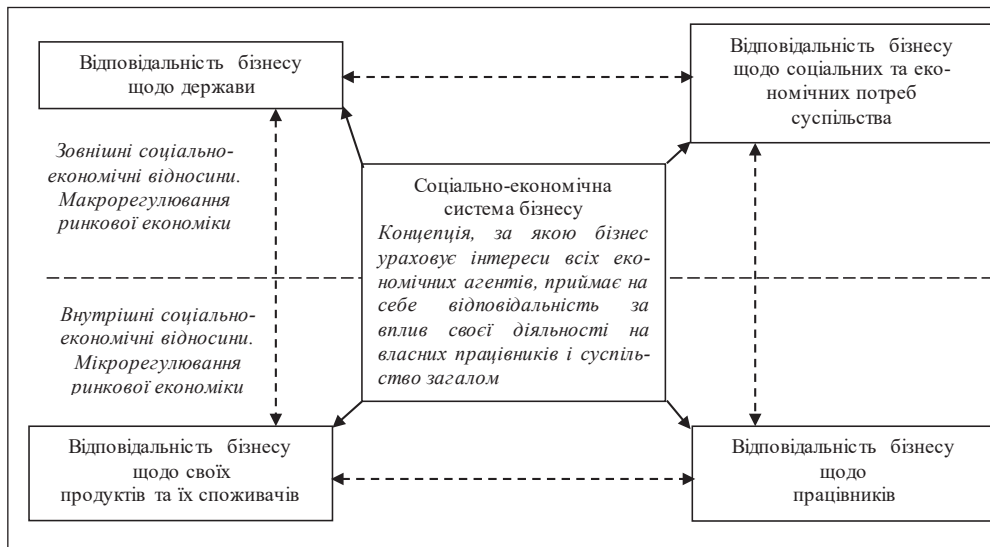 Відповідальність бізнесу
щодо держави
Відповідальність бізнесу
щодо соціальних та еко-
номічних потреб
суспільства
Зовнішні соціально-
економічні відносини.
Макрорегулювання
ринкової економіки
Соціально-економічна
система бізнесу
Концепція, за якою бізнес
ураховує інтереси всіх еко-
номічних агентів, приймає на
себе відповідальність за
вплив своєї діяльності на
власних працівників і суспіль-
ство загалом
Внутрішні соціально-
економічні відносини.
Мікрорегулювання
ринкової економіки
Відповідальність бізнесу
щодо своїх
продуктів та їх споживачів
Відповідальність бізнесу
щодо
працівників